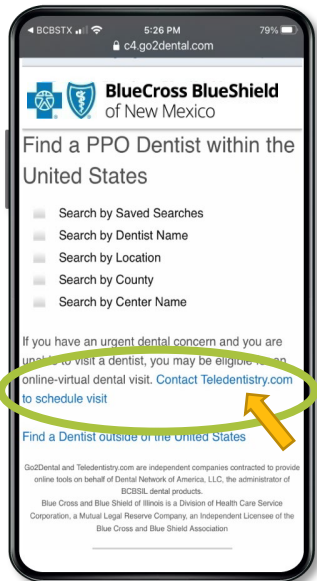 BCBSTX
5:26 PM
79%
c4.go2dental.com
BlueCross BlueShield
of New Mexico
Find a PPO Dentist within the
United States
Search by Saved Searches
Search by Dentist Name
Search by Location
Search by County
Search by Center Name
If you have an urgent dental concern and you are
unable to visit a dentist, you may be eligible for an
online-virtual dental visit. Contact Teledentistry.com
to schedule visit
Find a Dentist outside of the United States
Go2Dental and Teledentistry.com are independent companies contracted to provide
online tools on behalf of Dental Network of America, LLC, the administrator of
BCBSIL dental products.
Blue Cross and Blue Shield of Illinois is a Division of Health Care Service
Corporation, a Mutual Legal Reserve Company, an Independent Licensee of the
Blue Cross and Blue Shield Association